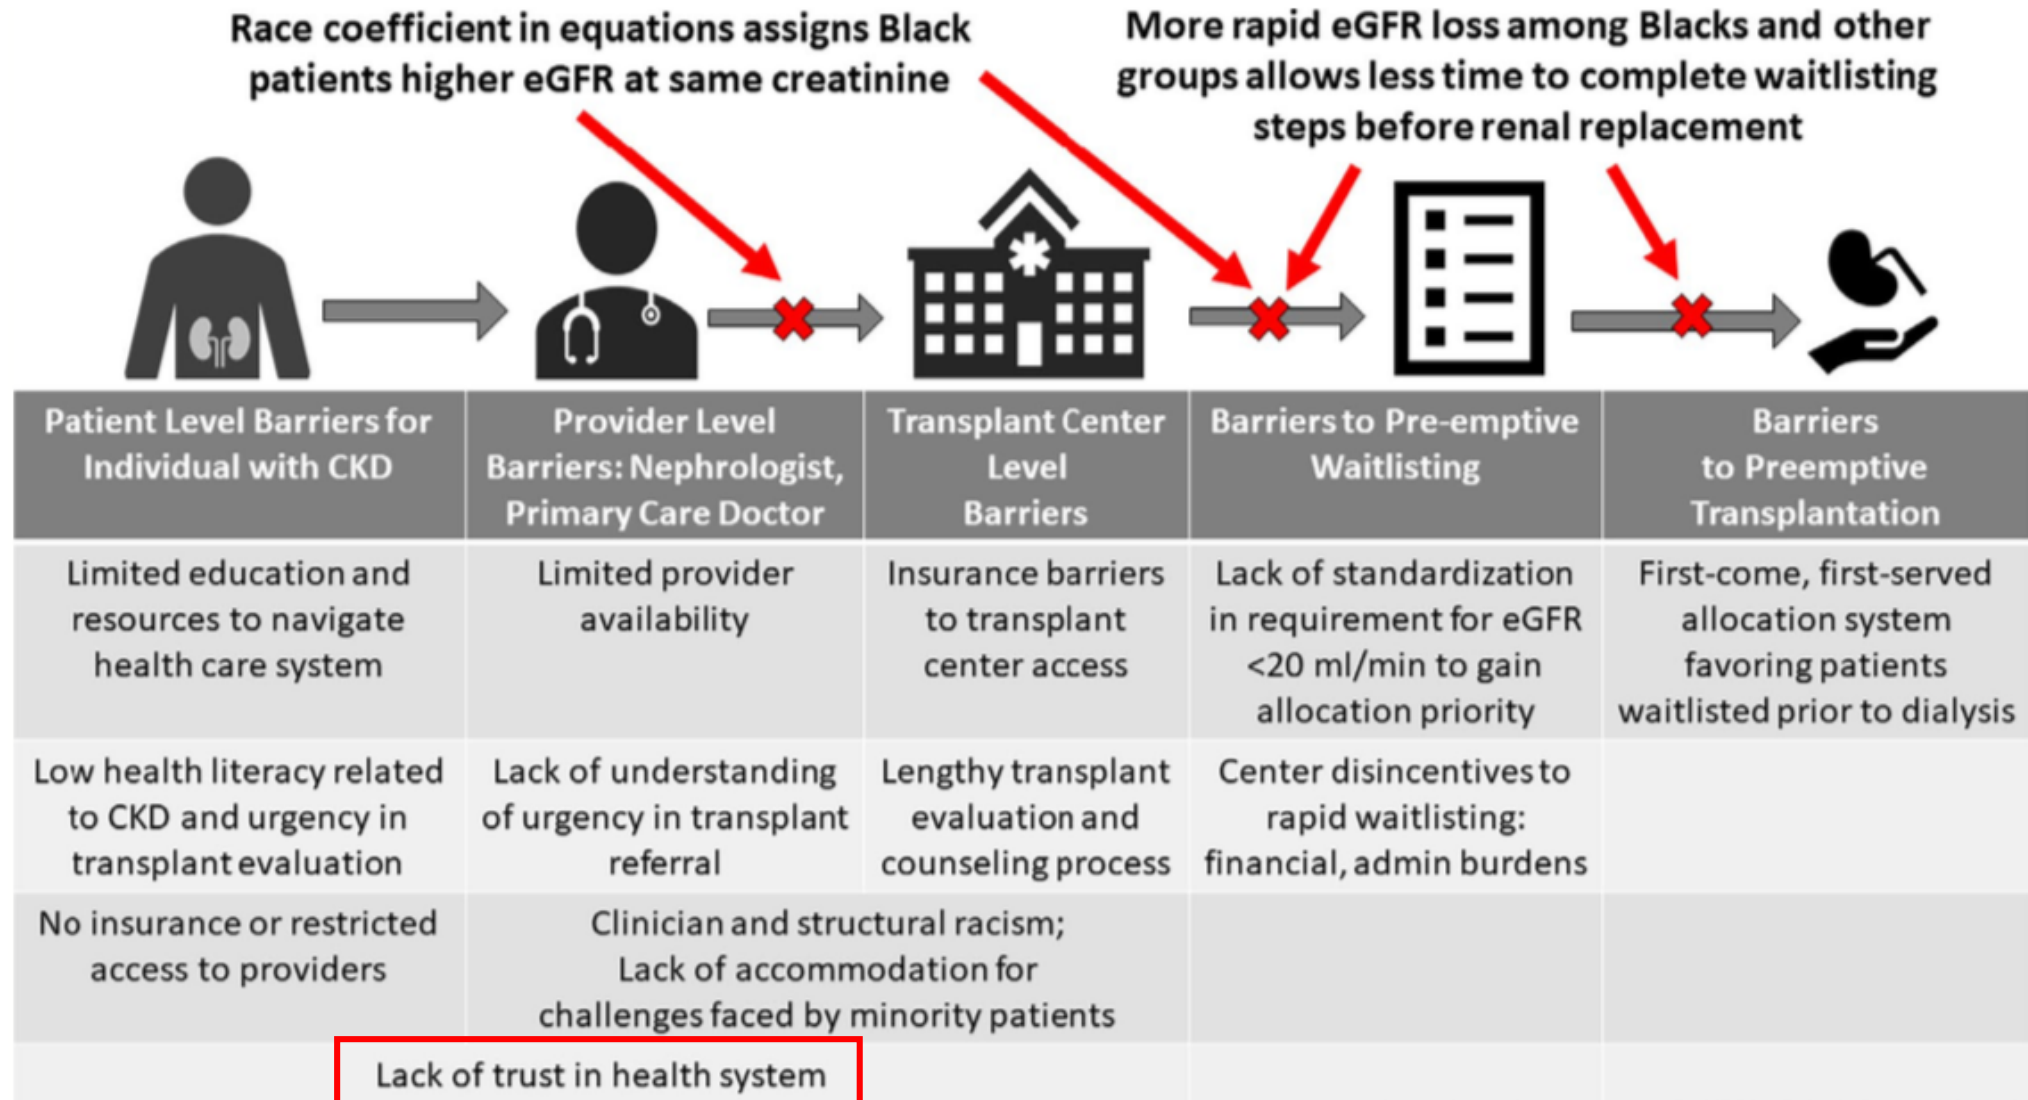 Race coefficient in equations assigns Black
patients higher eGFR at same creatinine
More rapid eGFR loss among Blacks and other
groups allows less time to complete waitlisting
steps before renal replacement
Patient Level Barriers for
Individual with CKD
Provider Level
Barriers: Nephrologist,
Primary Care Doctor
Transplant Center
Level
Barriers
Barriers to Pre-emptive
Waitlisting
Barriers
to Preemptive
Transplantation
Limited education and
resources to navigate
health care system
Limited provider
availability
Insurance barriers
to transplant
center access
Lack of standardization
in requirement for eGFR
<20 ml/min to gain
allocation priority
First-come, first-served
allocation system
favoring patients
waitlisted prior to dialysis
Low health literacy related
to CKD and urgency in
transplant evaluation
Lack of understanding
of urgency in transplant
referral
Lengthy transplant
evaluation and
counseling process
Center disincentives to
rapid waitlisting:
financial, admin burdens
No insurance or restricted
access to providers
Clinician and structural racism;
Lack of accommodation for
challenges faced by minority patients
Lack of trust in health system